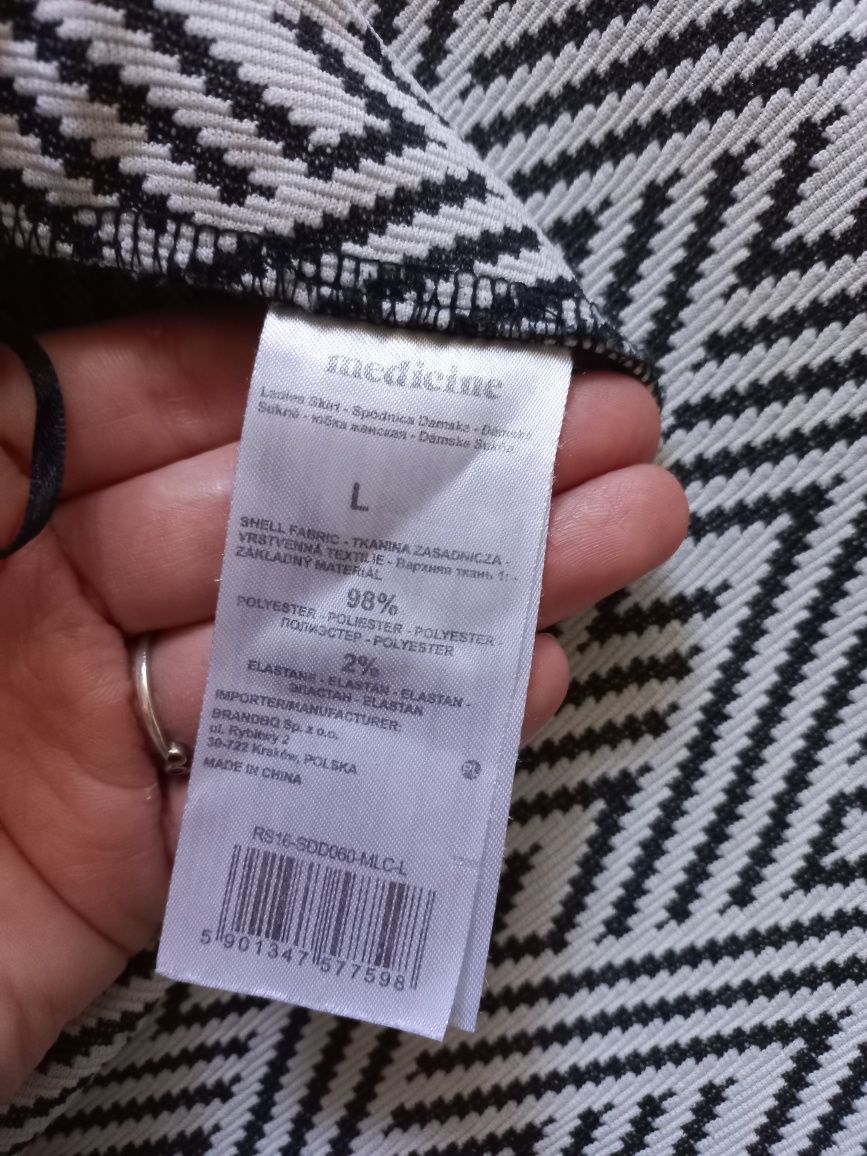 medicine
Ladies Skirt - Spódnica Damska - Dámská
Sukně - юбка женская - Dámska Sukňa
L
SHELL FABRIC - TKANINA ZASADNICZA -
VRSTVENNÁ TEXTILIE - Верхняя ткань 1: -
ZÁKLADNÝ MATERIÁL
98%
POLYESTER - POLIESTER - POLYESTER -
ПОЛИЭСТЕР - POLYESTER
2%
ELASTANE - ELASTAN - ELASTAN -
ЭЛАСТАН - ELASTAN
IMPORTER/MANUFACTURER:
BRANDBQ Sp. z o.o.
ul. Rybitwy 2
30-722 Kraków, POLSKA
MADE IN CHINA
RS16-SDD060-MLC-L
5 901347 577598